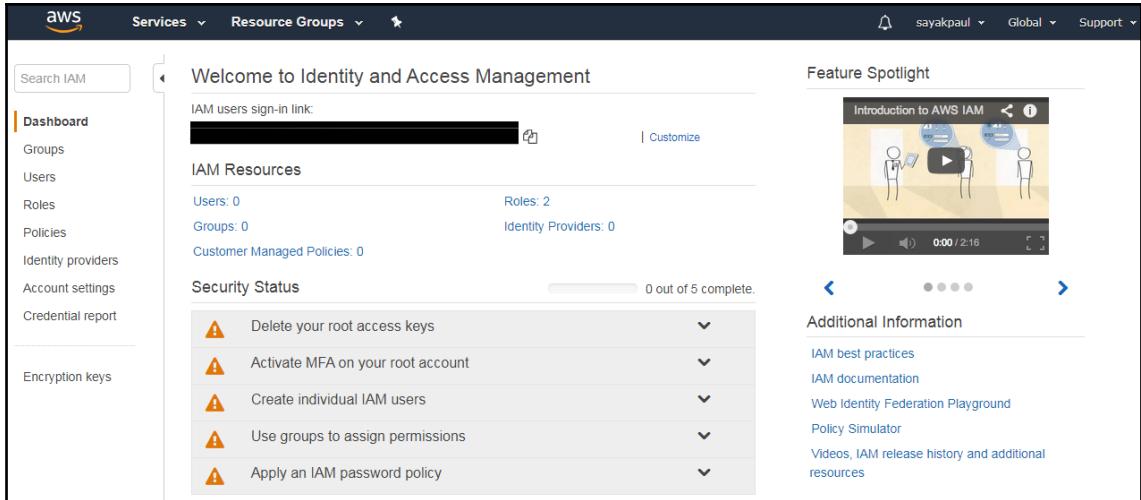 aws Services Resource Groups sayakpaul Global Support
Search IAM
Dashboard
Groups
Users
Roles
Policies
Identity providers
Account settings
Credential report
Encryption keys
Welcome to Identity and Access Management
IAM users sign-in link:
Customize
IAM Resources
Users: 0 Roles: 2
Groups: 0 Identity Providers: 0
Customer Managed Policies: 0
Security Status 0 out of 5 complete.
Delete your root access keys
Activate MFA on your root account
Create individual IAM users
Use groups to assign permissions
Apply an IAM password policy
Feature Spotlight
Introduction to AWS IAM
0:00 / 2:16
Additional Information
IAM best practices
IAM documentation
Web Identity Federation Playground
Policy Simulator
Videos, IAM release history and additional
resources